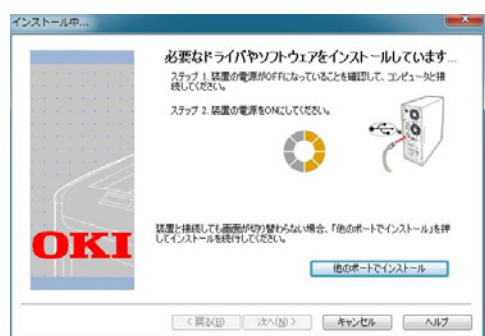 インストール中...
必要なドライバやソフトウェアをインストールしています...
ステップ 1. 装置の電源がOFFになっていることを確認して、コンピュータと接
続してください。
ステップ 2. 装置の電源をONにしてください。
OKI
装置と接続しても画面が切り替わらない場合、「他のポートでインストール」を押
してインストールを続行してください。
他のポートでインストール
< 戻る(B)
次へ(N) >
キャンセル
ヘルプ